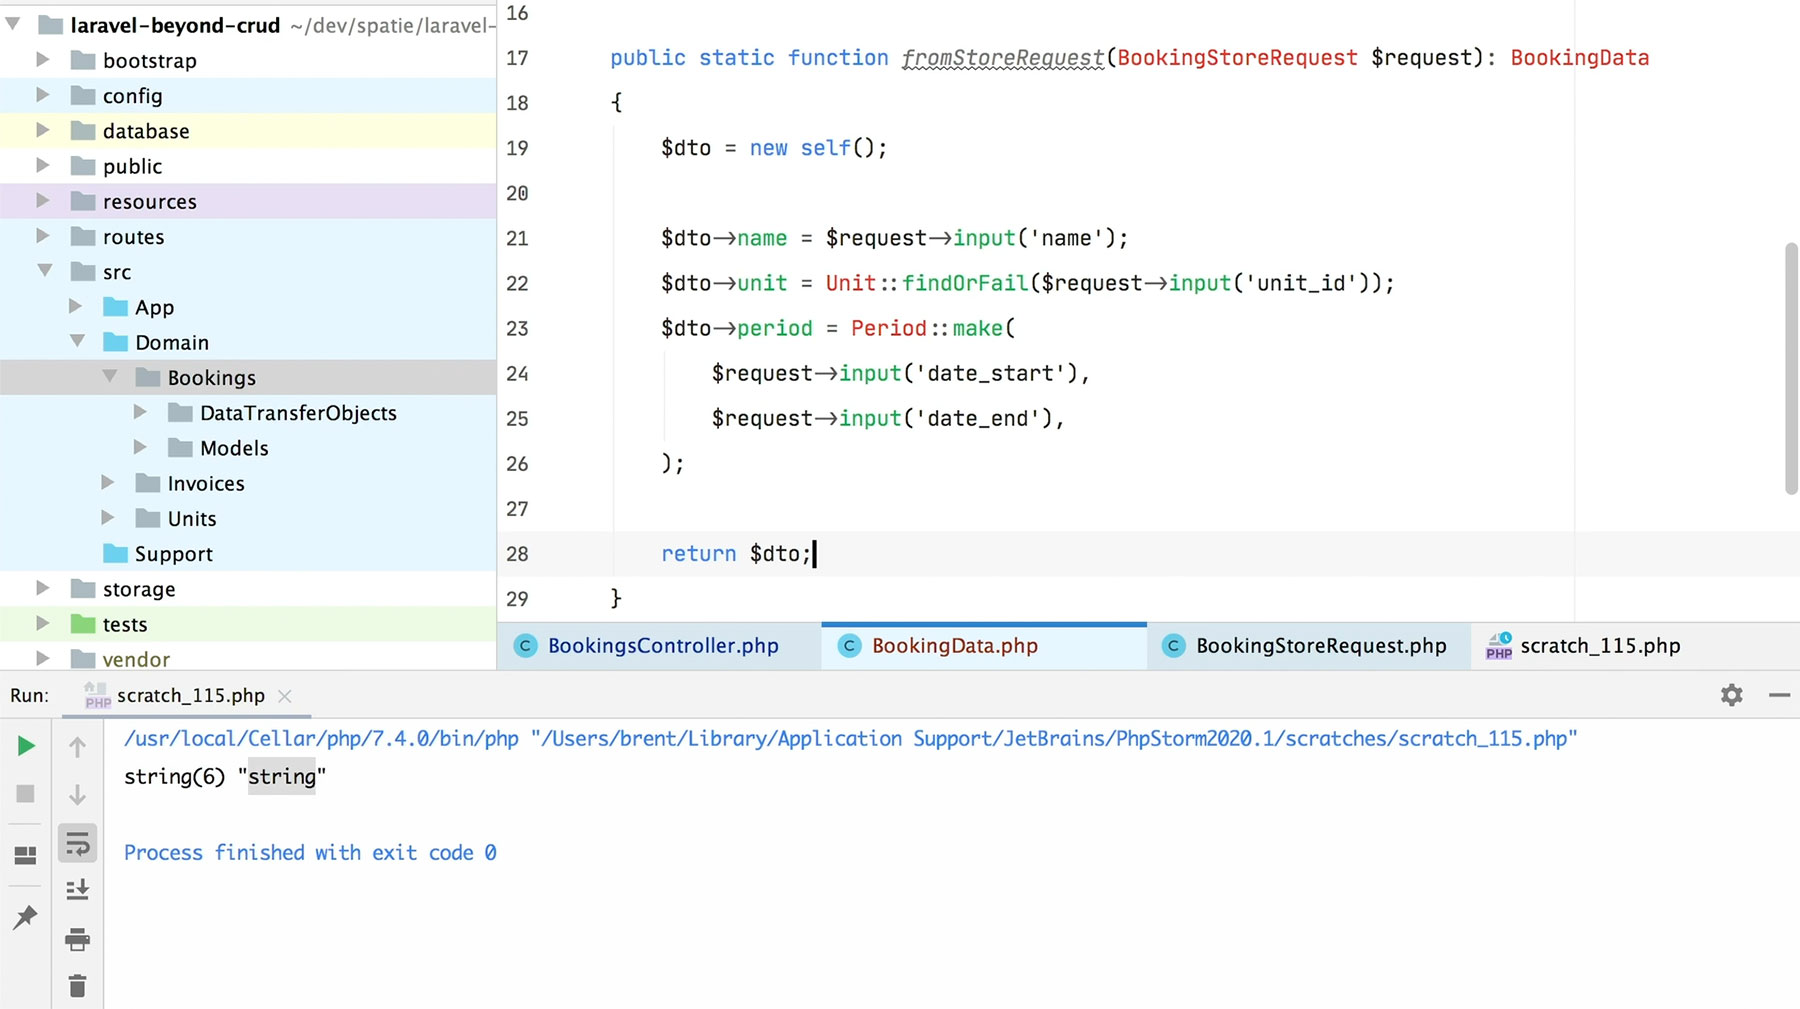 laravel-beyond-crud ~/dev/spatie/laravel-
bootstrap
config
database
public
resources
routes
src
App
Domain
Bookings
DataTransferObjects
Models
Invoices
Units
Support
storage
tests
vendor
16
17 public static function fromStoreRequest(BookingStoreRequest $request): BookingData
18 {
19 $dto = new self();
20
21 $dto->name = $request->input('name');
22 $dto->unit = Unit::findOrFail($request->input('unit_id'));
23 $dto->period = Period::make(
24 $request->input('date_start'),
25 $request->input('date_end'),
26 );
27
28 return $dto;
29 }
C BookingsController.php C BookingData.php C BookingStoreRequest.php PHP scratch_115.php
Run: PHP scratch_115.php
/usr/local/Cellar/php/7.4.0/bin/php "/Users/brent/Library/Application Support/JetBrains/PhpStorm2020.1/scratches/scratch_115.php"
string(6) "string"
Process finished with exit code 0